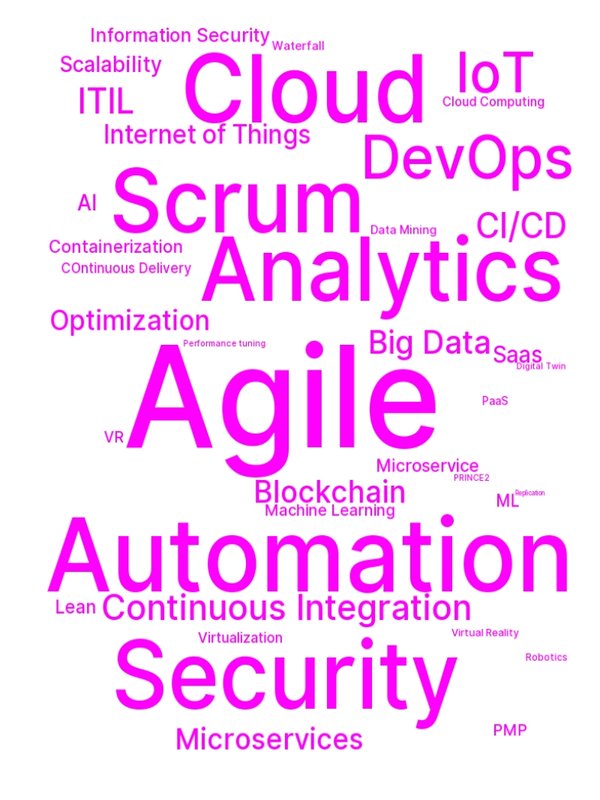 Information Security
Waterfall
Scalability
Cloud
IoT
ITIL
Cloud Computing
Internet of Things
DevOps
AI
Scrum
Data Mining
CI/CD
Containerization
Analytics
COntinuous Delivery
Optimization
Performance tuning
Big Data
Saas
Digital Twin
Agile
PaaS
VR
Microservice
PRINCE2
Blockchain
ML
Replication
Machine Learning
Automation
Lean
Continuous Integration
Virtualization
Virtual Reality
Security
Robotics
Microservices
PMP